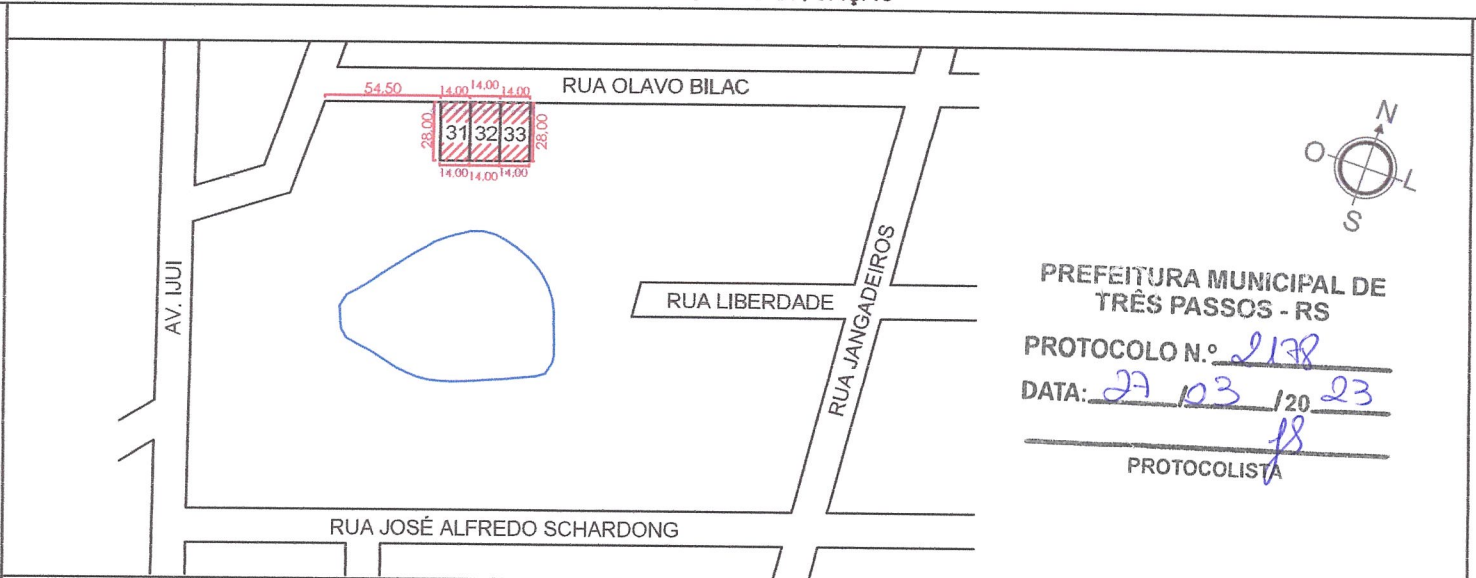 RUA OLAVO BILAC
54,50
14.00 14.00 14.00
28,00
31 32 33
28,00
14.00 14.00 14.00
N
O
L
S
AV. IJUI
RUA LIBERDADE
RUA JANGADEIROS
PREFEITURA MUNICIPAL DE
TRÊS PASSOS - RS
PROTOCOLO N.º 2178
DATA: 27 / 03 / 20 23
PROTOCOLISTA
RUA JOSÉ ALFREDO SCHARDONG